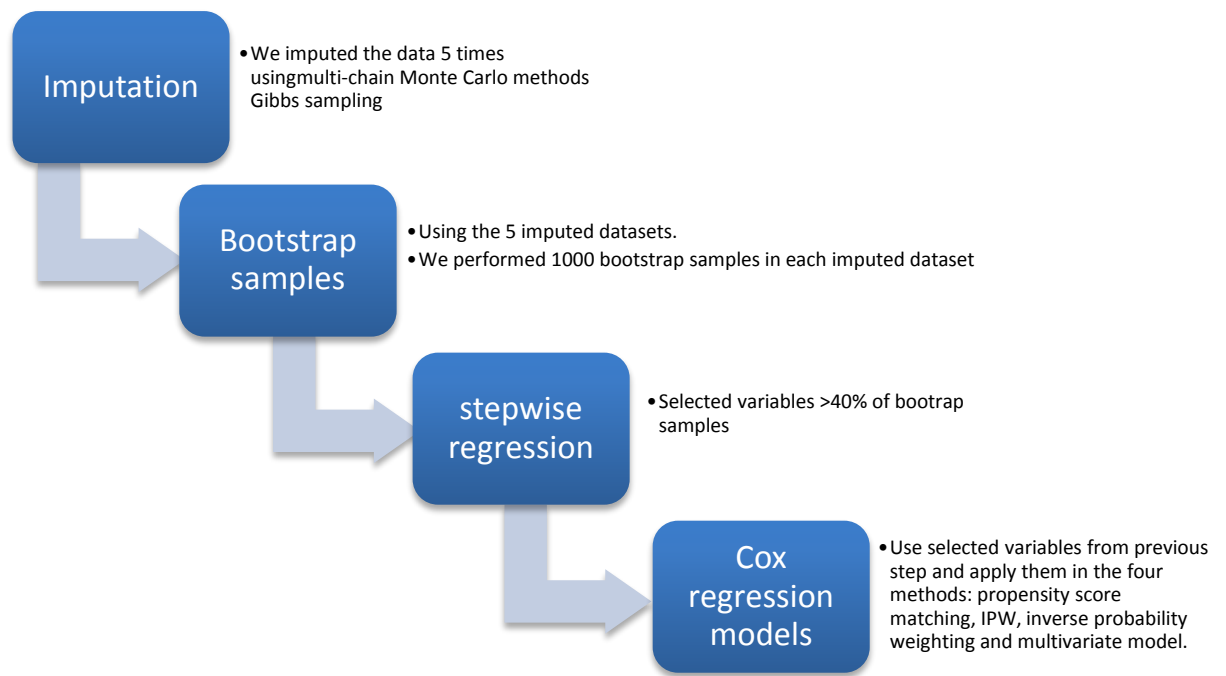 Imputation
•We imputed the data 5 times
usingmulti-chain Monte Carlo methods
Gibbs sampling
Bootstrap
samples
•Using the 5 imputed datasets.
•We performed 1000 bootstrap samples in each imputed dataset
stepwise
regression
•Selected variables >40% of bootrap
samples
Cox
regression
models
•Use selected variables from previous
step and apply them in the four
methods: propensity score
matching, IPW, inverse probability
weighting and multivariate model.